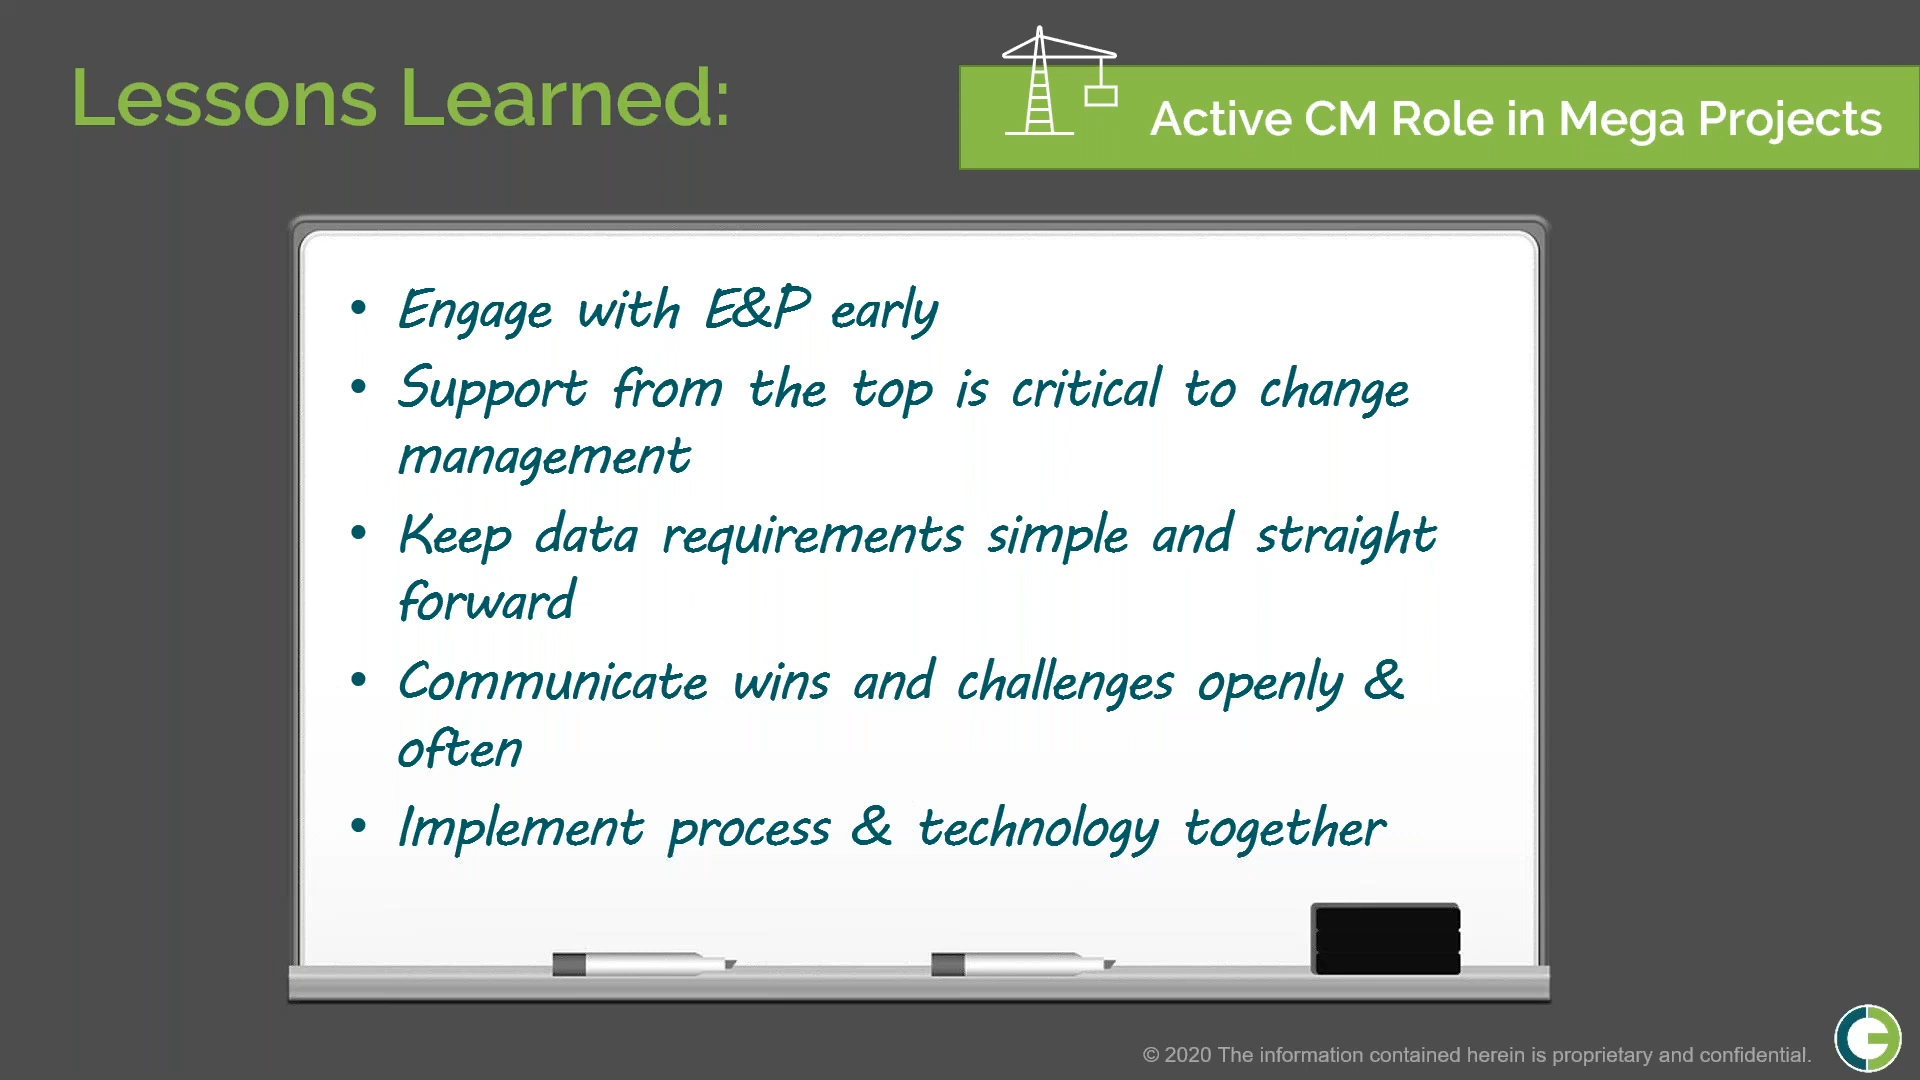 Lessons Learned:
Active CM Role in Mega Projects
• Engage with E&P early
• Support from the top is critical to change
management
• Keep data requirements simple and straight
forward
• Communicate wins and challenges openly &
often
• Implement process & technology together
© 2020 The information contained herein is proprietary and confidential.